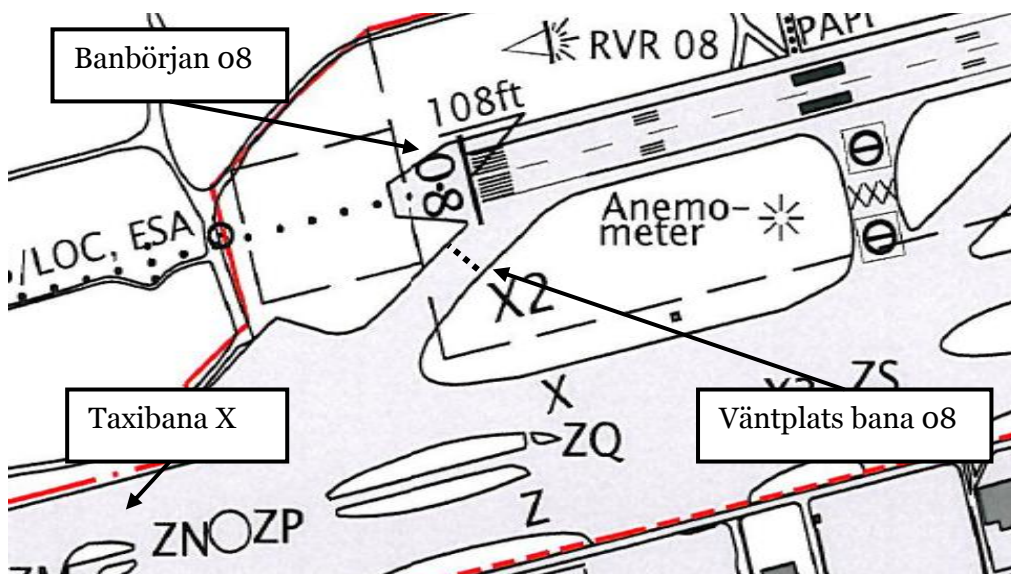 Banbörjan 08
RVR 08
PAPI
108ft
08
/LOC, ESA
Anemo-
meter
X2
X
ZS
Taxibana X
Väntplats bana 08
ZQ
Z
ZN
ZP